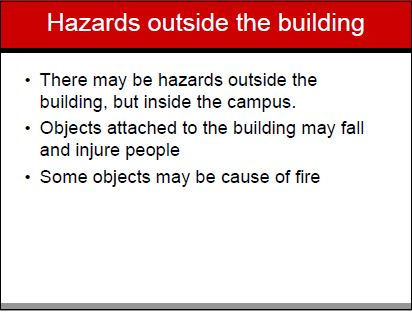 Hazards outside the building
• There may be hazards outside the
building, but inside the campus.
• Objects attached to the building may fall
and injure people
• Some objects may be cause of fire